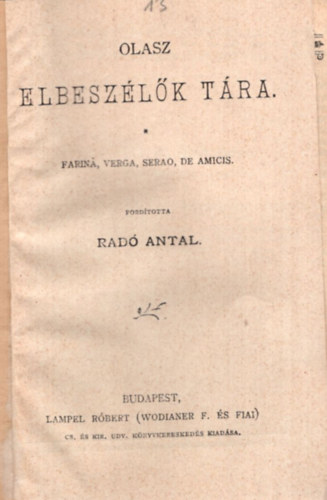 13
OLASZ
ELBESZÉLŐK TÁRA.
*
FARINA, VERGA, SERAO, DE AMICIS.
FORDÍTOTTA
RADÓ ANTAL.
BUDAPEST,
LAMPEL RÓBERT (WODIANER F. ÉS FIAI)
CS. ÉS KIR. UDV. KÖNYVKERESKEDÉS KIADÁSA.